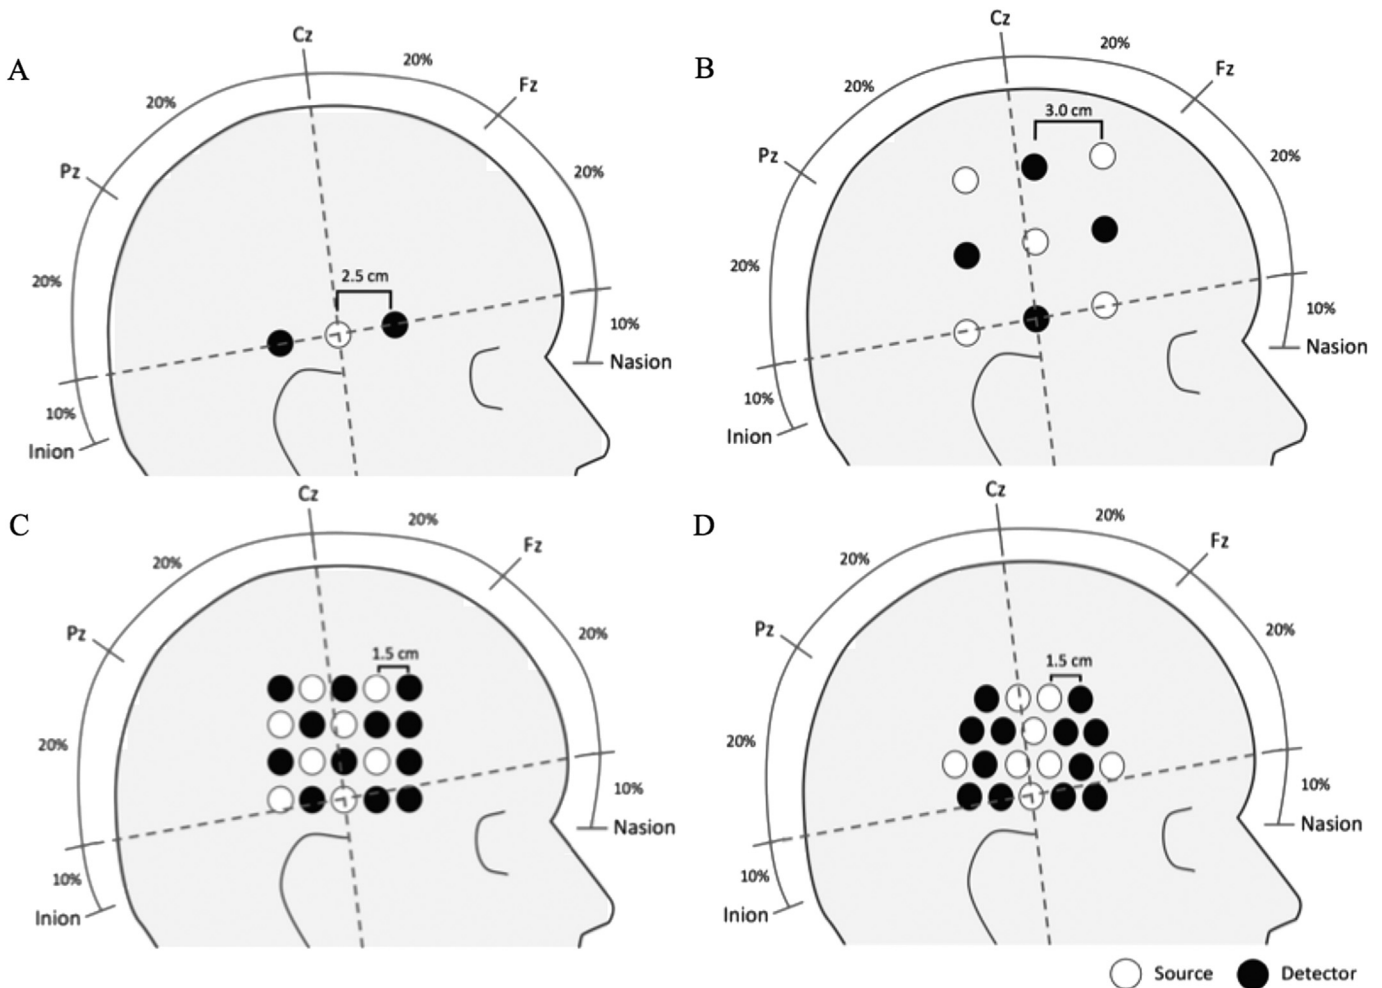 A
Cz
20%
20%
Fz
Pz
20%
20%
2.5 cm
10%
Nasion
10%
Inion
B
Cz
20%
20%
Fz
3.0 cm
Pz
20%
20%
10%
Nasion
10%
Inion
C
Cz
20%
20%
Fz
Pz
20%
1.5 cm
20%
10%
Nasion
10%
Inion
D
Cz
20%
20%
Fz
Pz
20%
1.5 cm
20%
10%
Nasion
10%
Inion
Source
Detector